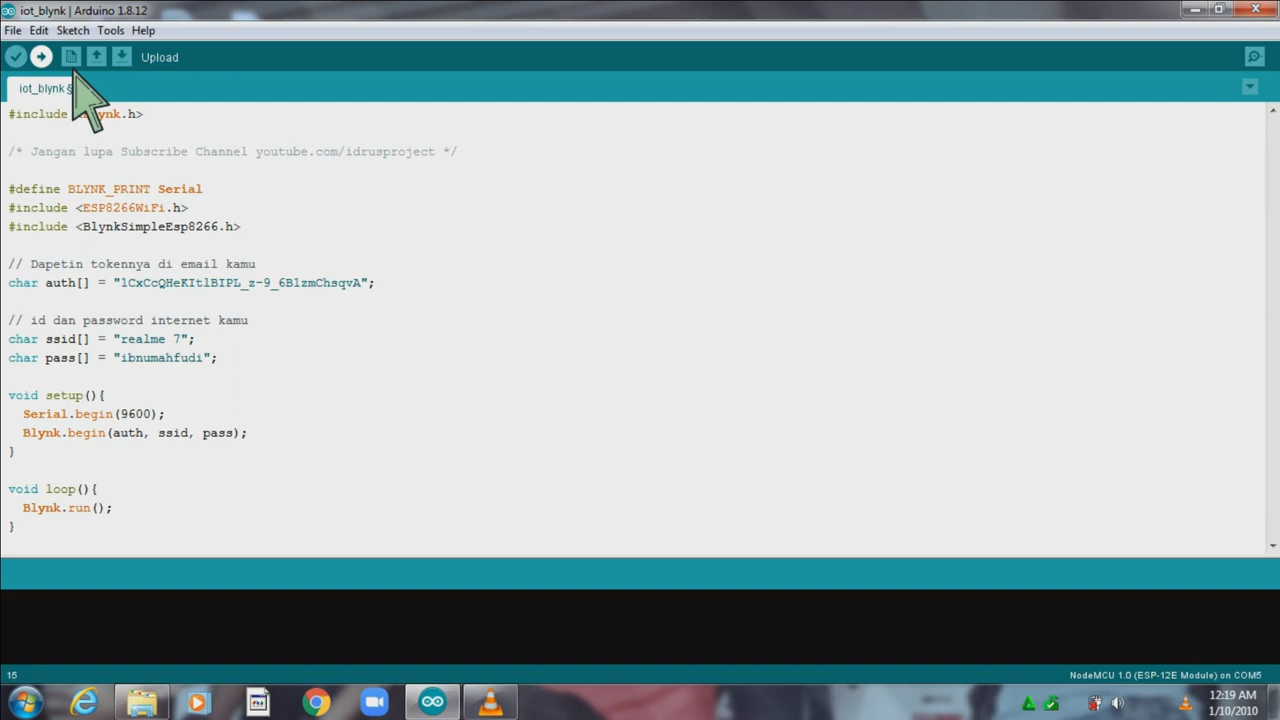 iot_blynk | Arduino 1.8.12
File Edit Sketch Tools Help
Upload
iot_blynk §
#include .h>
/* Jangan lupa Subscribe Channel youtube.com/idrusproject */
#define BLYNK_PRINT Serial
#include <ESP8266WiFi.h>
#include <BlynkSimpleEsp8266.h>
// Dapetin tokennya di email kamu
char auth[] = "1CxCcQHeKItlBIPL_z-9_6B1zmChsqvA";
// id dan password internet kamu
char ssid[] = "realme 7";
char pass[] = "ibnumahfudi";
void setup(){
Serial.begin(9600);
Blynk.begin(auth, ssid, pass);
}
void loop(){
Blynk.run();
}
15
NodeMCU 1.0 (ESP-12E Module) on COM5
12:19 AM
1/10/2010